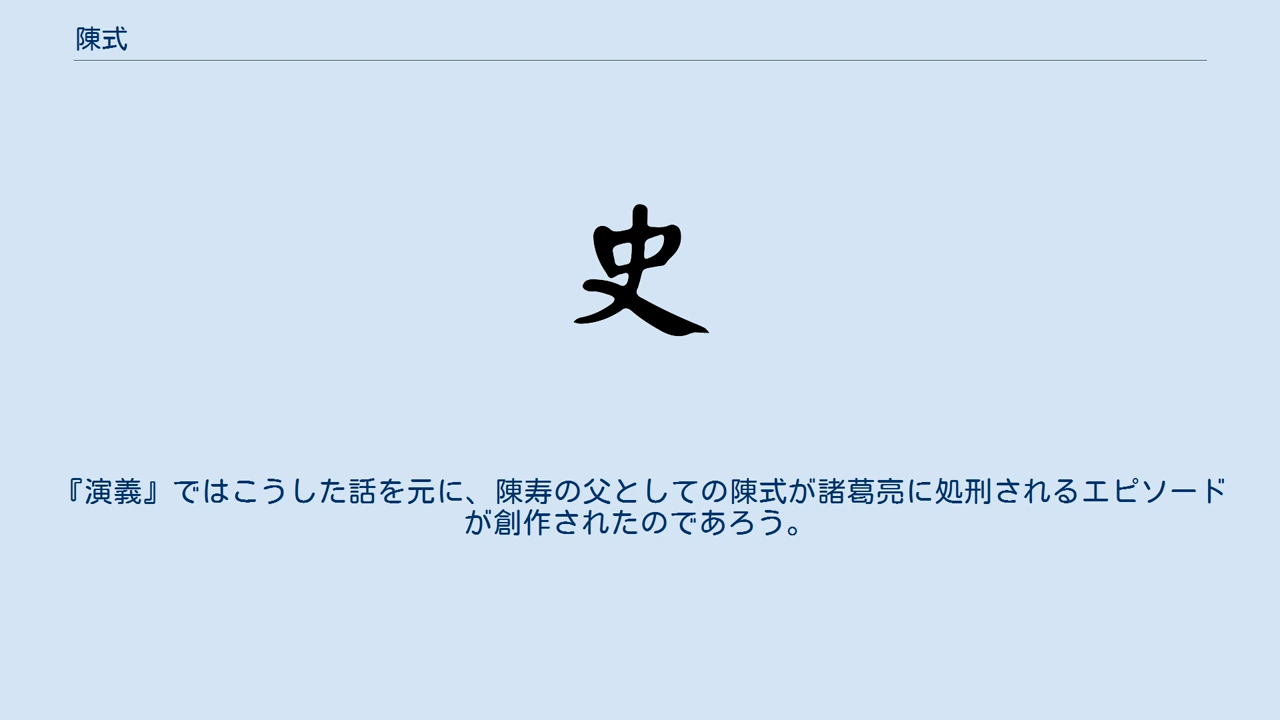 陳式
史
『演義』ではこうした話を元に、陳寿の父としての陳式が諸葛亮に処刑されるエピソード
が創作されたのであろう。